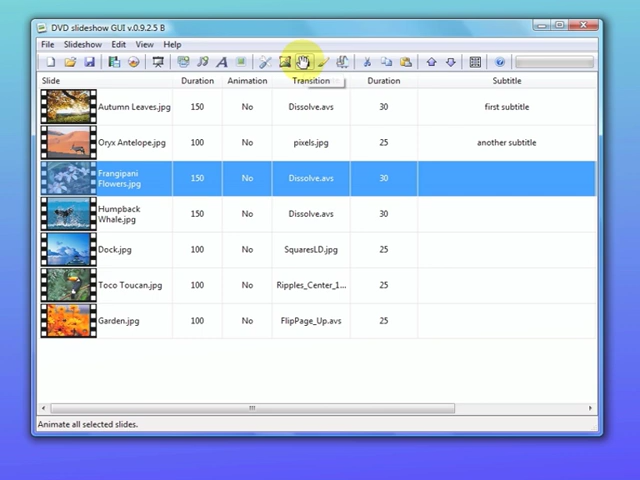 DVD slideshow GUI v.0.9.2.5 B
File Slideshow Edit View Help
Slide Duration Animation Transition Duration Subtitle
Autumn Leaves.jpg 150 No Dissolve.avs 30 first subtitle
Oryx Antelope.jpg 100 No pixels.jpg 25 another subtitle
Frangipani
Flowers.jpg 150 No Dissolve.avs 30
Humpback
Whale.jpg 150 No Dissolve.avs 30
Dock.jpg 100 No SquaresLD.jpg 25
Toco Toucan.jpg 100 No Ripples_Center_1... 25
Garden.jpg 100 No FlipPage_Up.avs 25
Animate all selected slides.